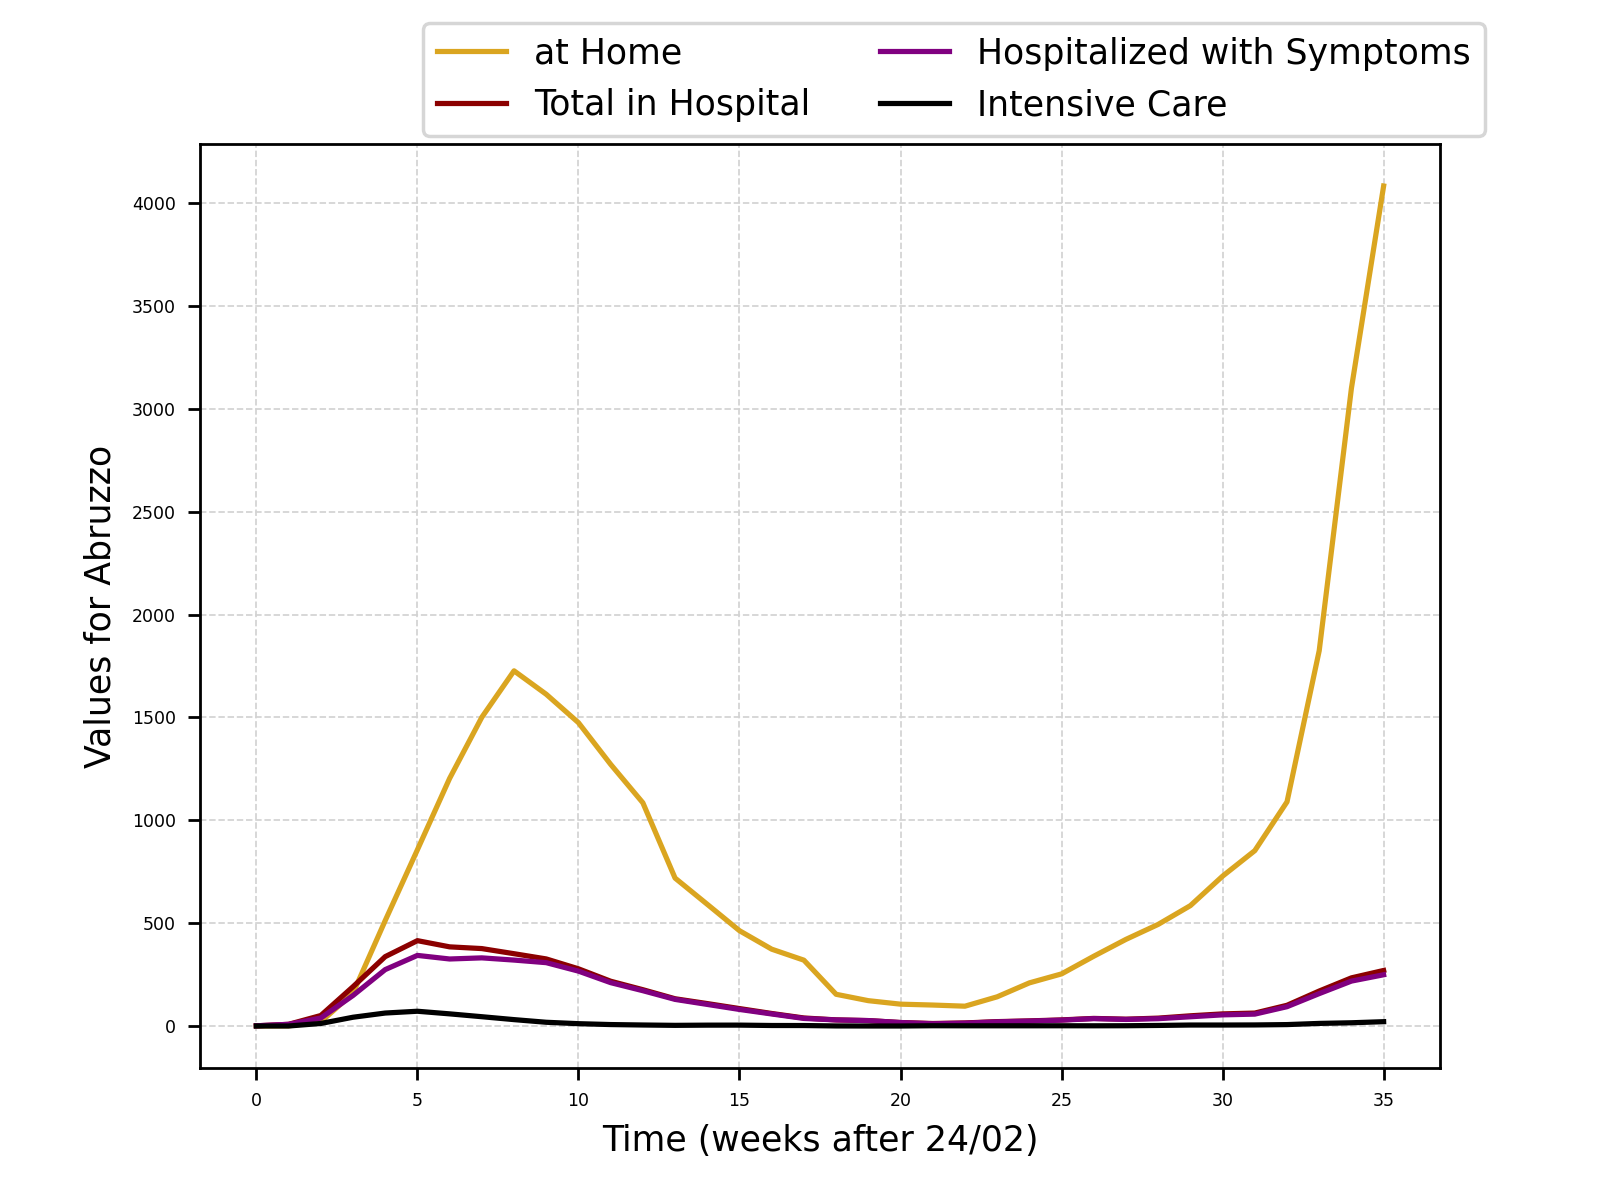 at Home
Total in Hospital
Hospitalized with Symptoms
Intensive Care
Values for Abruzzo
4000
3500
3000
2500
2000
1500
1000
500
0
0 5 10 15 20 25 30 35
Time (weeks after 24/02)